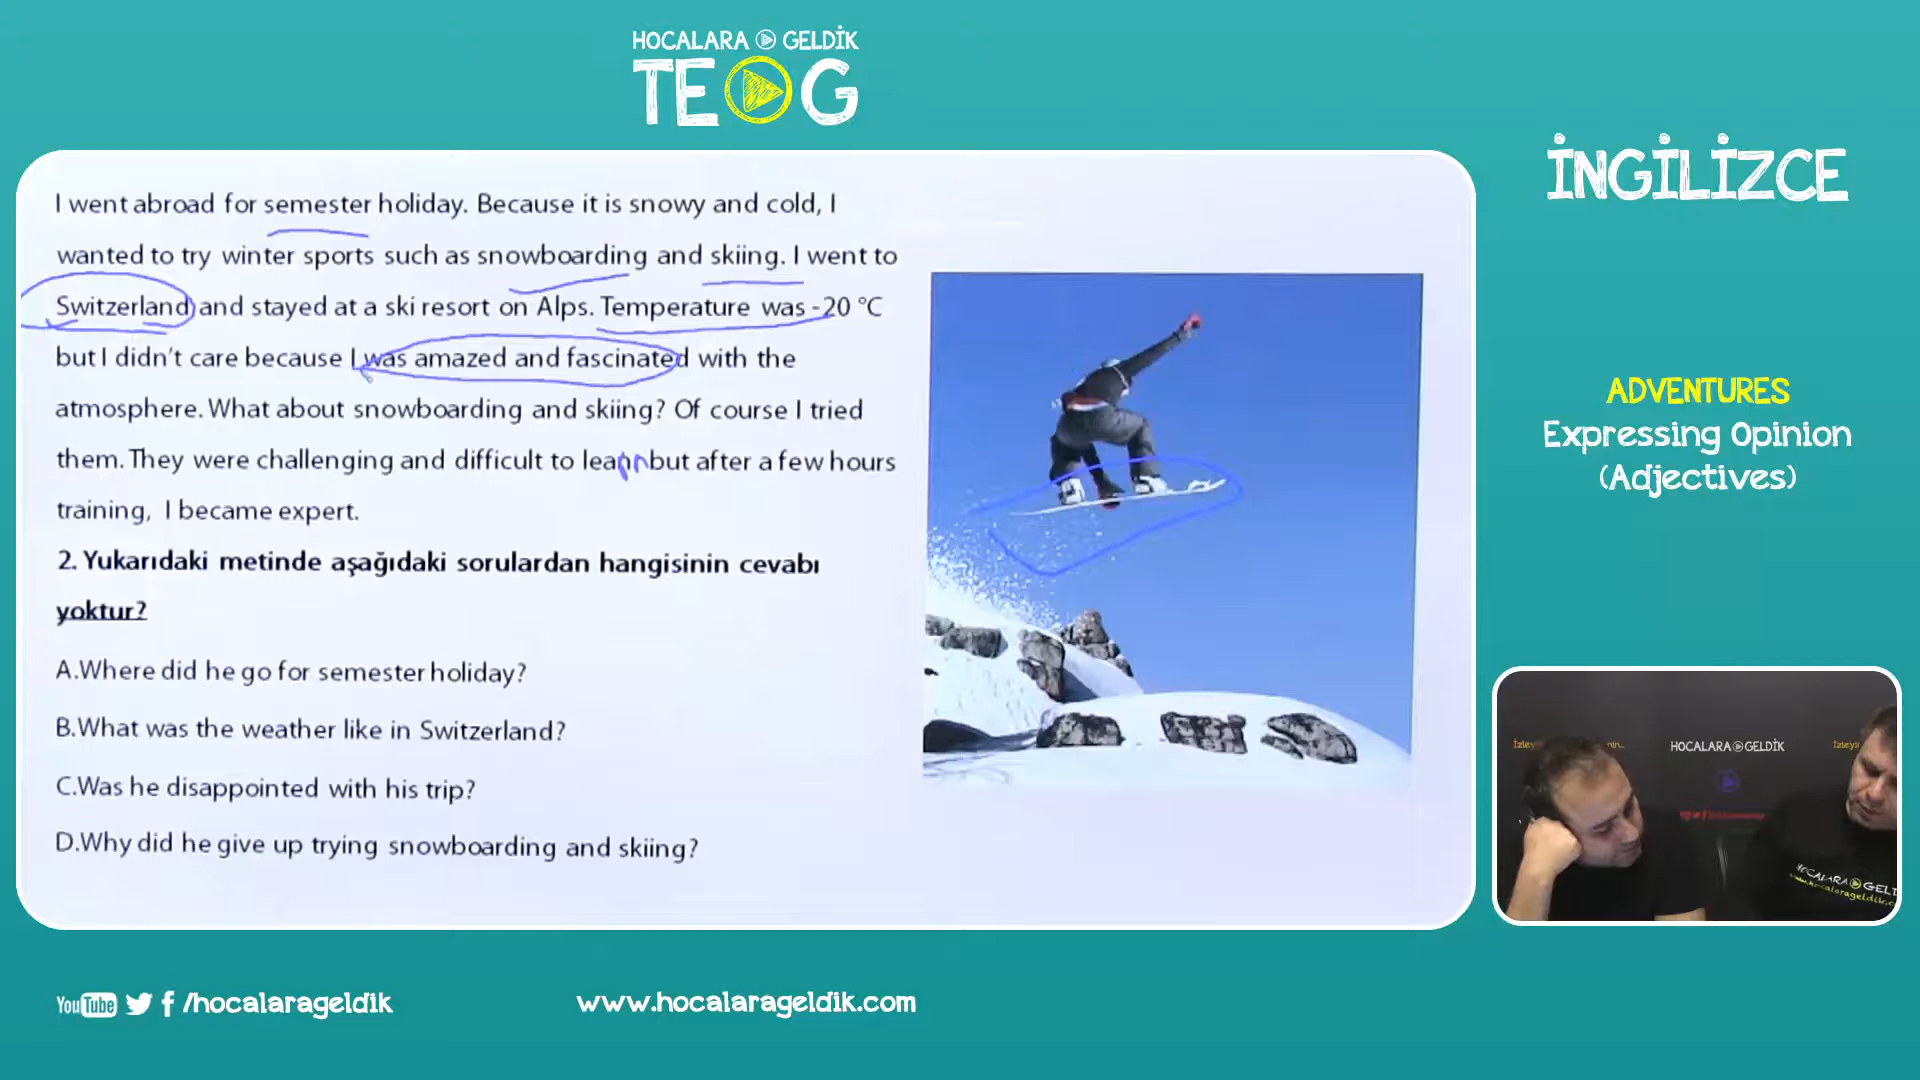 HOCALARA GELDİK
TEOG
İNGİLİZCE
I went abroad for semester holiday. Because it is snowy and cold, I
wanted to try winter sports such as snowboarding and skiing. I went to
Switzerland and stayed at a ski resort on Alps. Temperature was -20 °C
but I didn't care because I was amazed and fascinated with the
atmosphere. What about snowboarding and skiing? Of course I tried
them. They were challenging and difficult to learn but after a few hours
training, I became expert.
2. Yukarıdaki metinde aşağıdaki sorulardan hangisinin cevabı
yoktur?
A.Where did he go for semester holiday?
B.What was the weather like in Switzerland?
C.Was he disappointed with his trip?
D.Why did he give up trying snowboarding and skiing?
ADVENTURES
Expressing Opinion
(Adjectives)
HOCALARA GELDİK
HOCALARA GELD
YouTube /hocalarageldik
www.hocalarageldik.com